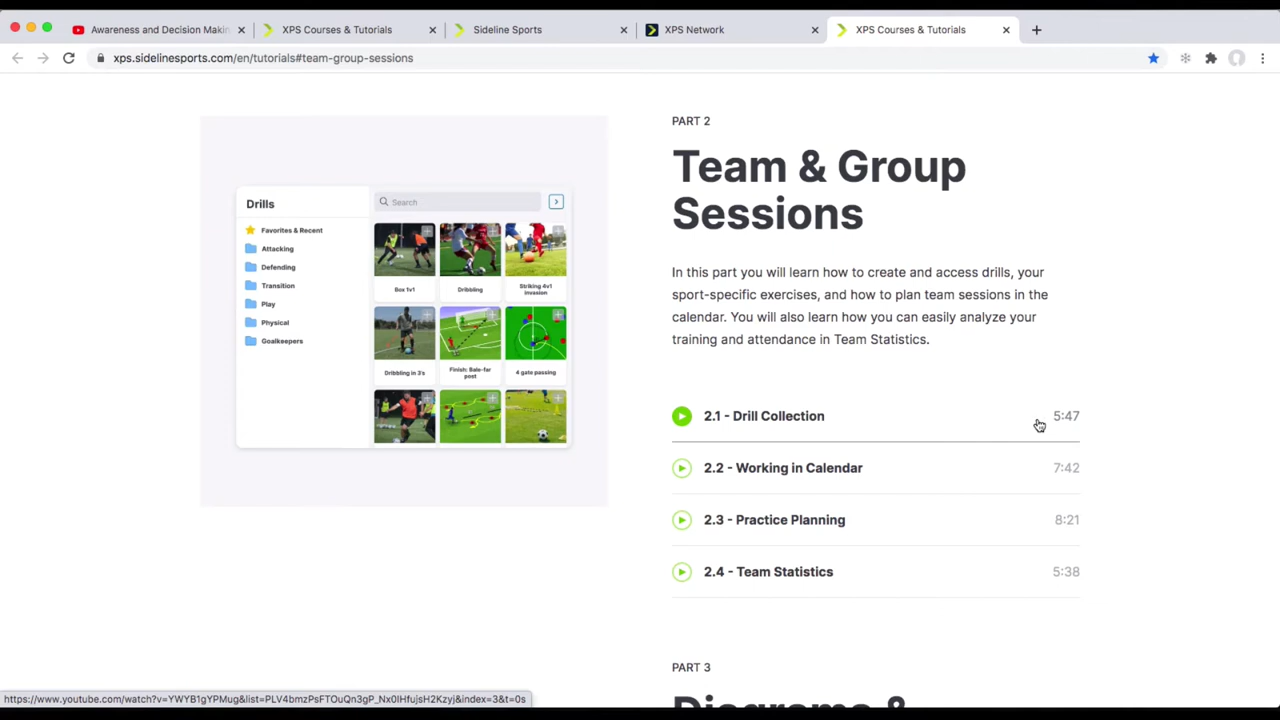 Awareness and Decision Makin
XPS Courses & Tutorials
Sideline Sports
XPS Network
XPS Courses & Tutorials
xps.sidelinesports.com/en/tutorials#team-group-sessions
PART 2
Team & Group
Sessions
In this part you will learn how to create and access drills, your
sport-specific exercises, and how to plan team sessions in the
calendar. You will also learn how you can easily analyze your
training and attendance in Team Statistics.
2.1 - Drill Collection 5:47
2.2 - Working in Calendar 7:42
2.3 - Practice Planning 8:21
2.4 - Team Statistics 5:38
Drills
Search
Favorites & Recent
Attacking
Defending
Transition
Play
Physical
Goalkeepers
Box 1v1
Dribbling
Striking 4v1
invasion
Dribbling in 3's
Finish: Bale-far
post
4 gate passing
PART 3
Diagrams &
https://www.youtube.com/watch?v=YWYB1gYPMug&list=PLV4bmzPsFTOuQn3gP_Nx0lHfujsH2Kzyj&index=3&t=0s